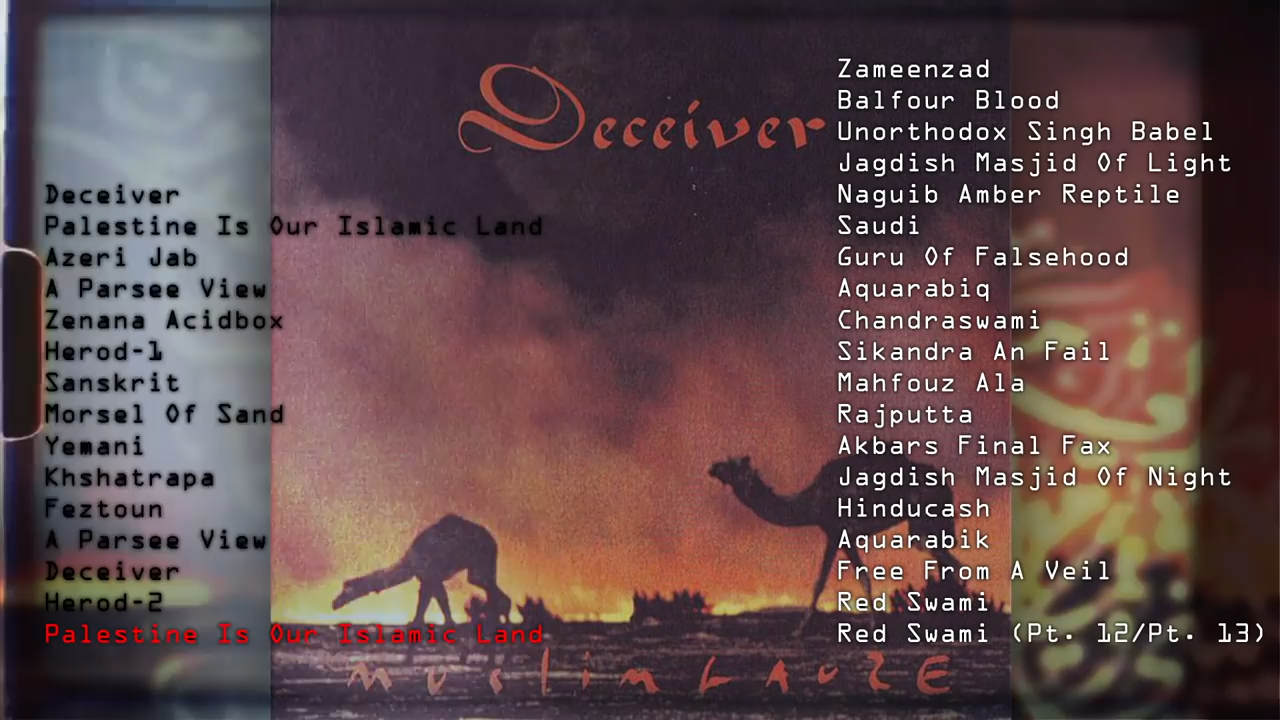 Deceiver
Deceiver
Palestine Is Our Islamic Land
Azeri Jab
A Parsee View
Zenana Acidbox
Herod-1
Sanskrit
Morsel Of Sand
Yemani
Khshatrapa
Feztoun
A Parsee View
Deceiver
Herod-2
Palestine Is Our Islamic Land
Zameenzad
Balfour Blood
Unorthodox Singh Babel
Jagdish Masjid Of Light
Naguib Amber Reptile
Saudi
Guru Of Falsehood
Aquarabiq
Chandraswami
Sikandra An Fail
Mahfouz Ala
Rajputta
Akbars Final Fax
Jagdish Masjid Of Night
Hinducash
Aquarabik
Free From A Veil
Red Swami
Red Swami (Pt. 12/Pt. 13)
muslimgauze